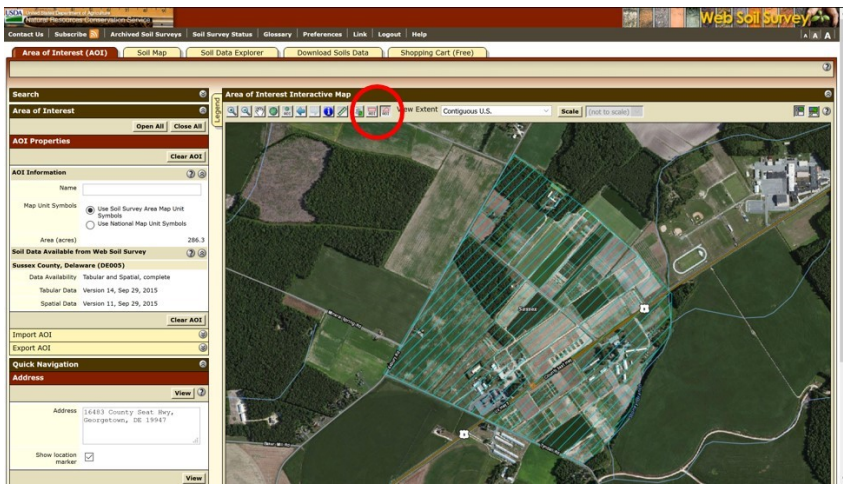 USDA United States Department of Agriculture
Natural Resources Conservation Service
Web Soil Survey
Contact Us Subscribe Archived Soil Surveys Soil Survey Status Glossary Preferences Link Logout Help A A A
Area of Interest (AOI) Soil Map Soil Data Explorer Download Soils Data Shopping Cart (Free)
Search
Area of Interest
Open All Close All
AOI Properties
Clear AOI
AOI Information
Name
Map Unit Symbols
Use Soil Survey Area Map Unit
Symbols
Use National Map Unit Symbols
Area (acres) 286.3
Soil Data Available from Web Soil Survey
Sussex County, Delaware (DE005)
Data Availability Tabular and Spatial, complete
Tabular Data Version 14, Sep 29, 2015
Spatial Data Version 11, Sep 29, 2015
Clear AOI
Import AOI
Export AOI
Quick Navigation
Address
View
Address 16483 County Seat Hwy,
Georgetown, DE 19947
Show location
marker
View
Legend
Area of Interest Interactive Map
AOI AOI
View Extent Contiguous U.S. Scale (not to scale)
Sussex
County Seat Hwy